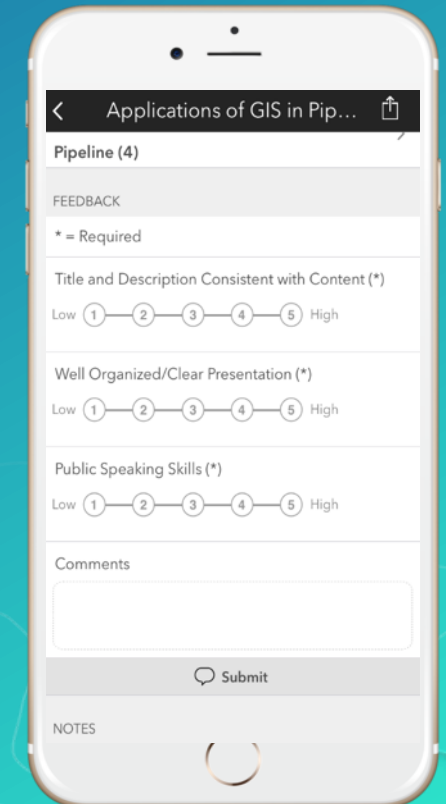 Applications of GIS in Pip...
Pipeline (4)
FEEDBACK
* = Required
Title and Description Consistent with Content (*)
Low 1 2 3 4 5 High
Well Organized/Clear Presentation (*)
Low 1 2 3 4 5 High
Public Speaking Skills (*)
Low 1 2 3 4 5 High
Comments
Submit
NOTES